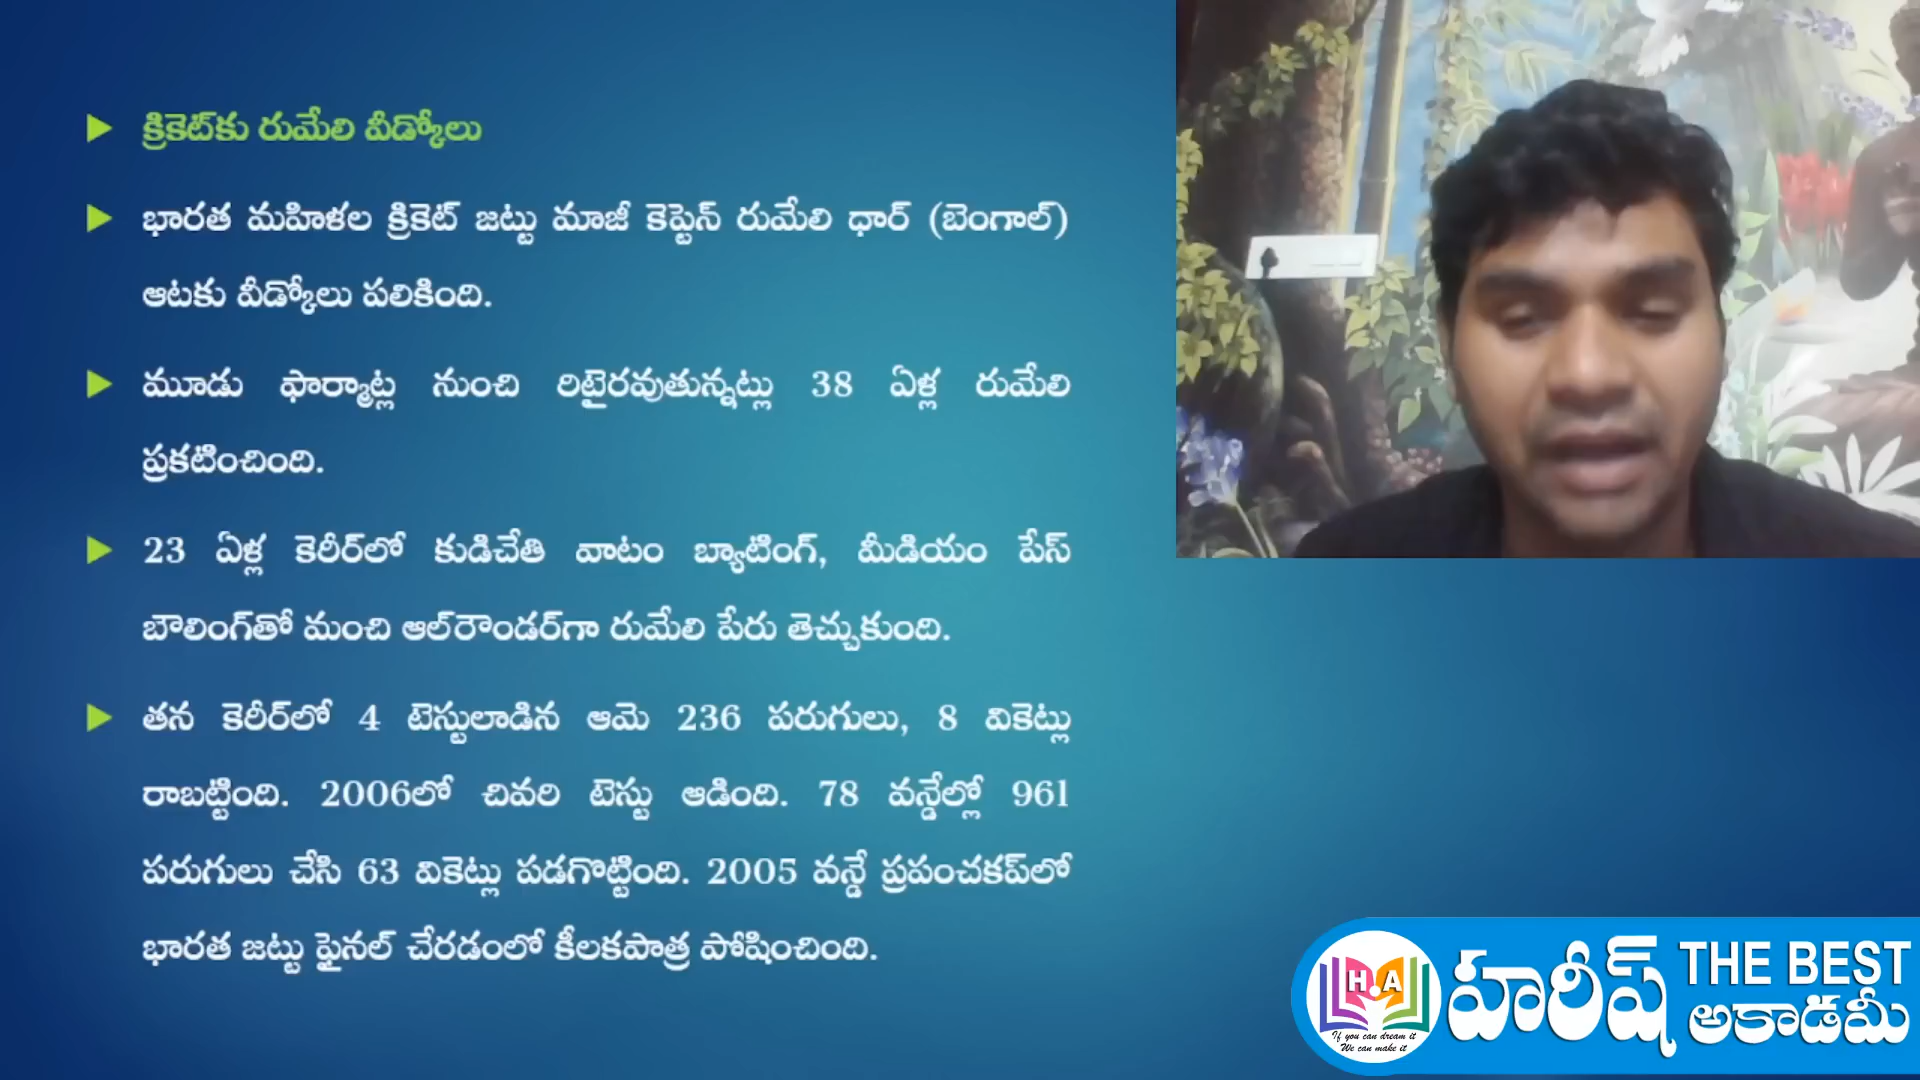 క్రికెట్‌కు రుమేలి వీడ్కోలు
భారత మహిళల క్రికెట్ జట్టు మాజీ కెప్టెన్ రుమేలి ధార్ (బెంగాల్)
ఆటకు వీడ్కోలు పలికింది.
మూడు ఫార్మాట్ల నుంచి రిటైరవుతున్నట్లు 38 ఏళ్ల రుమేలి
ప్రకటించింది.
23 ఏళ్ల కెరీర్‌లో కుడిచేతి వాటం బ్యాటింగ్, మీడియం పేస్
బౌలింగ్‌తో మంచి ఆల్‌రౌండర్‌గా రుమేలి పేరు తెచ్చుకుంది.
తన కెరీర్‌లో 4 టెస్టులాడిన ఆమె 236 పరుగులు, 8 వికెట్లు
రాబట్టింది. 2006లో చివరి టెస్టు ఆడింది. 78 వన్డేల్లో 961
పరుగులు చేసి 63 వికెట్లు పడగొట్టింది. 2005 వన్డే ప్రపంచకప్‌లో
భారత జట్టు ఫైనల్ చేరడంలో కీలకపాత్ర పోషించింది.
H.A
If you can dream it
We can make it
హరీష్
THE BEST
అకాడమీ